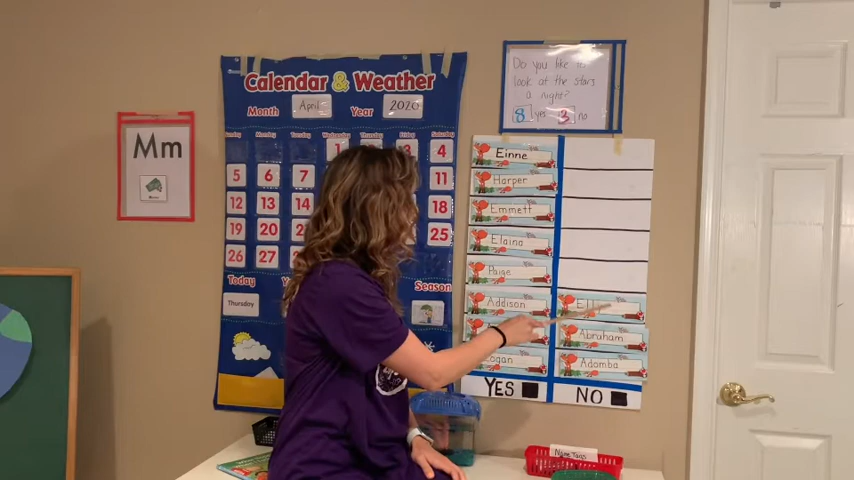 Calendar & Weather
Month April Year 2020
Sunday Monday Tuesday Wednesday Thursday Friday Saturday
1 3 4
5 6 7 11
12 13 14 18
19 20 25
26 27
Today
Thursday
Season
Mm
Do you like to
look at the stars
a night?
8 yes 3 no
Einne
Harper
Emmett
Elaina
Paige
Addison
Logan
Abraham
Adomba
YES
NO
Name Tags